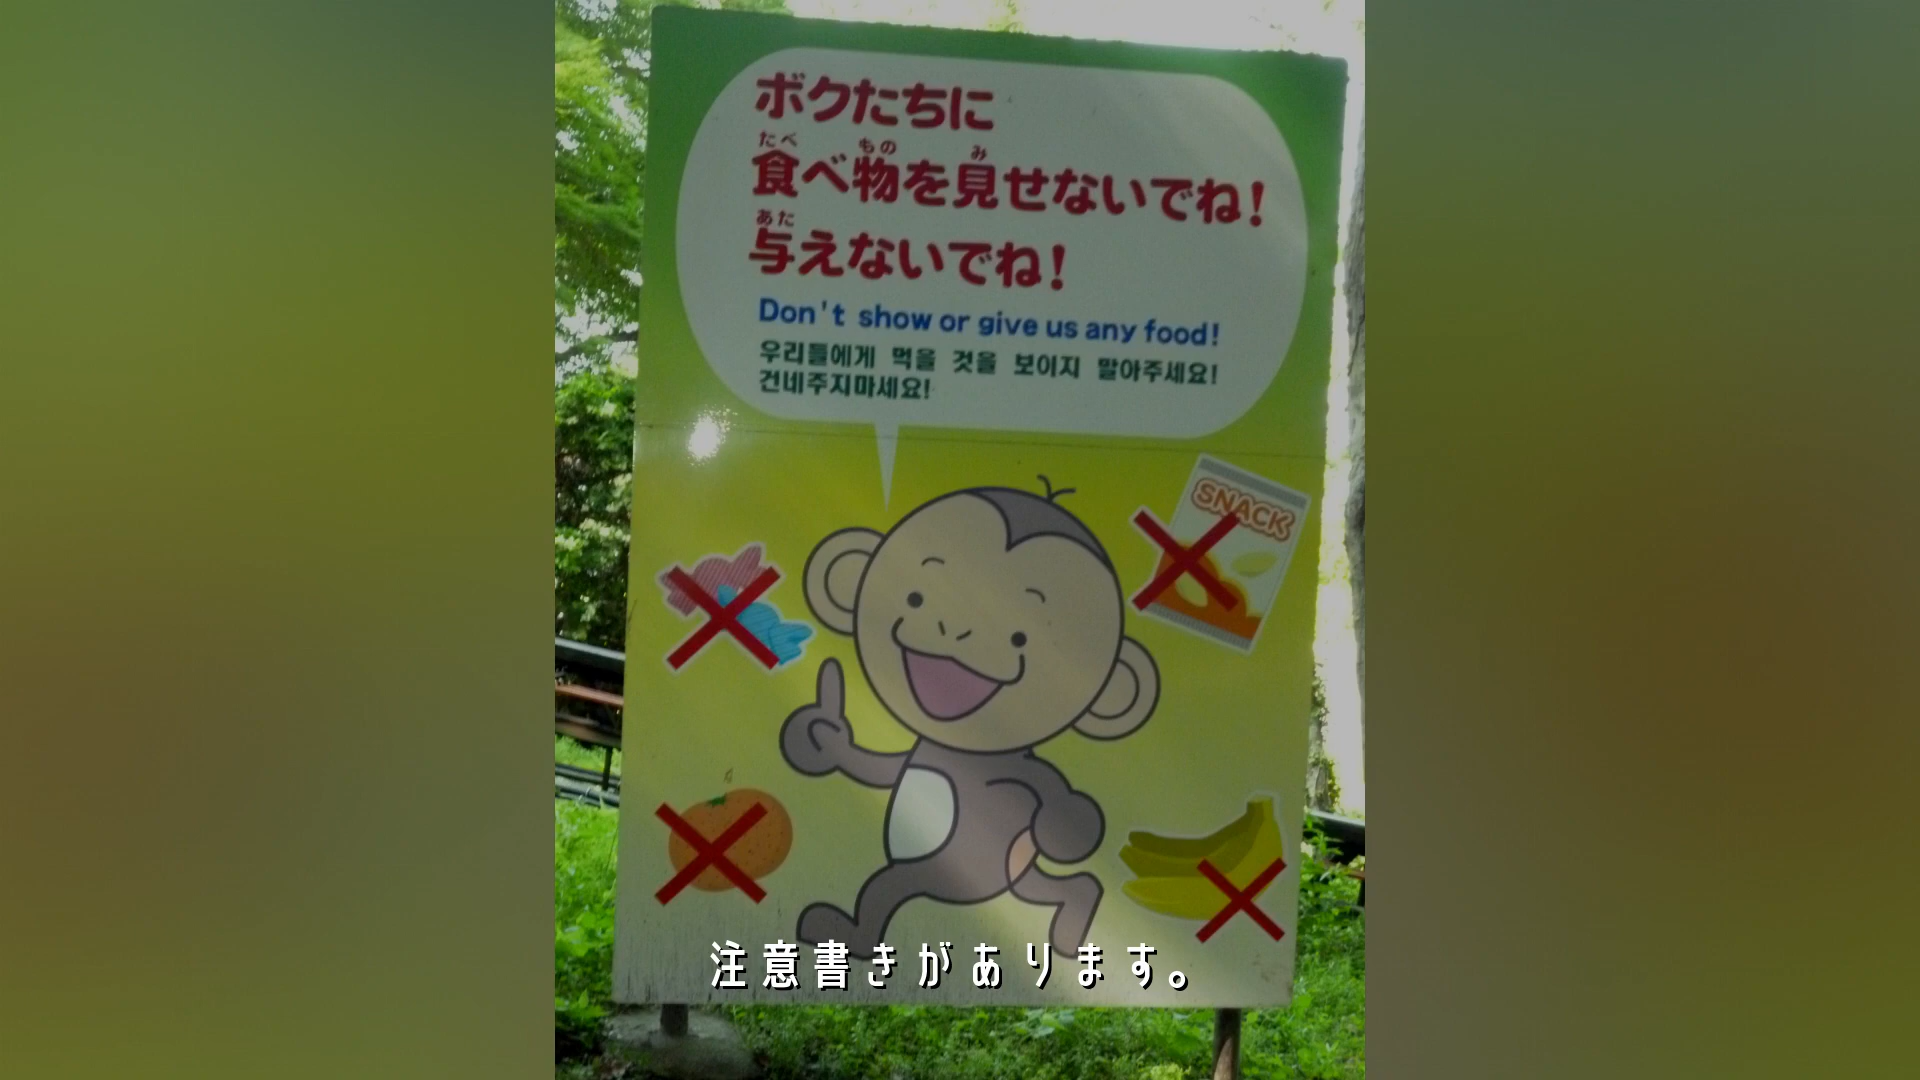 ボクたちに
たべ もの み
食べ物を見せないでね!
あた
与えないでね!
Don't show or give us any food!
우리들에게 먹을 것을 보이지 말아주세요!
건네주지마세요!
SNACK
注意書きがあります。